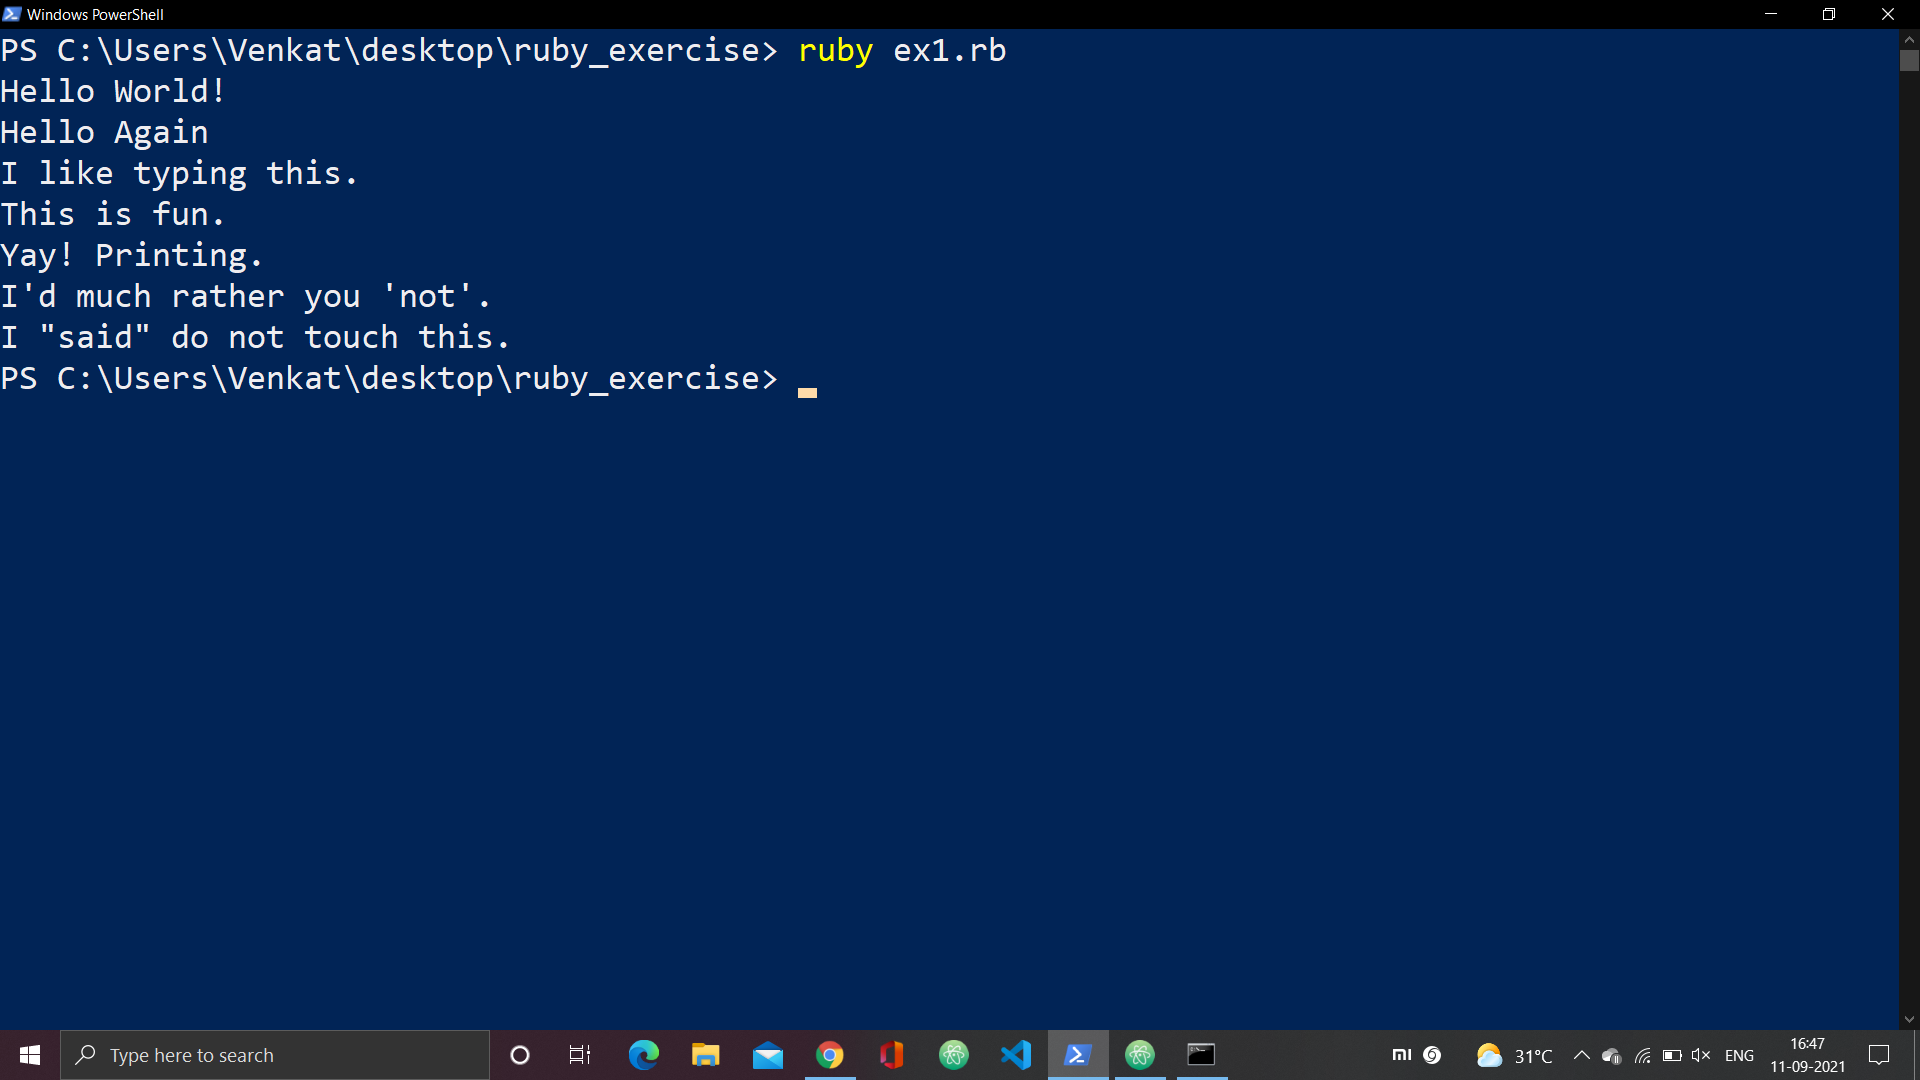 Windows PowerShell
PS C:\Users\Venkat\desktop\ruby_exercise> ruby ex1.rb
Hello World!
Hello Again
I like typing this.
This is fun.
Yay! Printing.
I'd much rather you 'not'.
I "said" do not touch this.
PS C:\Users\Venkat\desktop\ruby_exercise>
Type here to search
31°C
ENG
16:47
11-09-2021